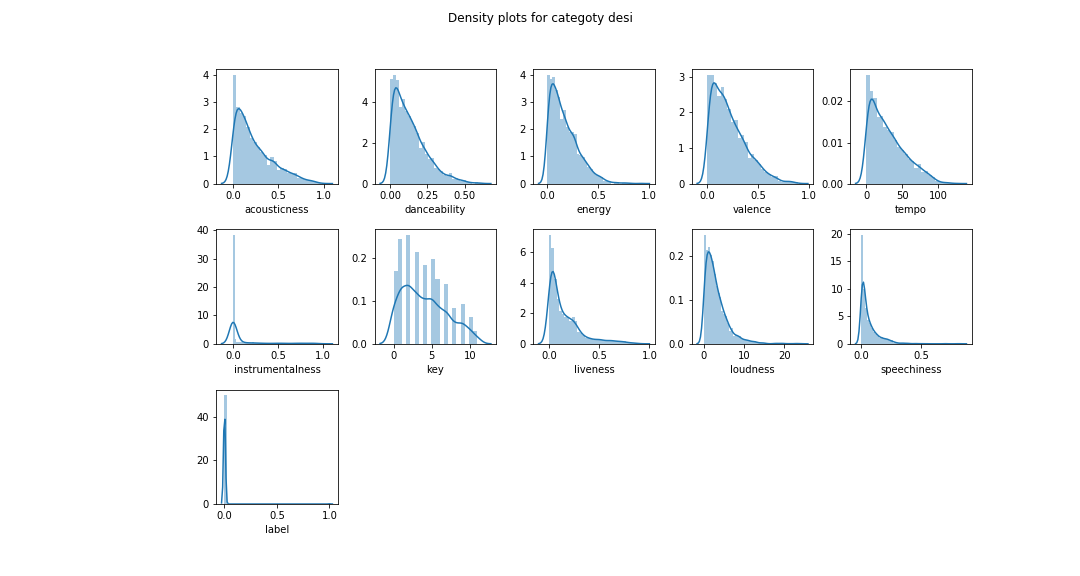 Density plots for categoty desi
4
3
2
1
0
0.0 0.5 1.0
acousticness
4
2
0
0.00 0.25 0.50
danceability
4
3
2
1
0
0.0 0.5 1.0
energy
3
2
1
0
0.0 0.5 1.0
valence
0.02
0.01
0.00
0 50 100
tempo
40
30
20
10
0
0.0 0.5 1.0
instrumentalness
0.2
0.1
0.0
0 5 10
key
6
4
2
0
0.0 0.5 1.0
liveness
0.2
0.1
0.0
0 10 20
loudness
20
15
10
5
0
0.0 0.5
speechiness
40
20
0
0.0 0.5 1.0
label